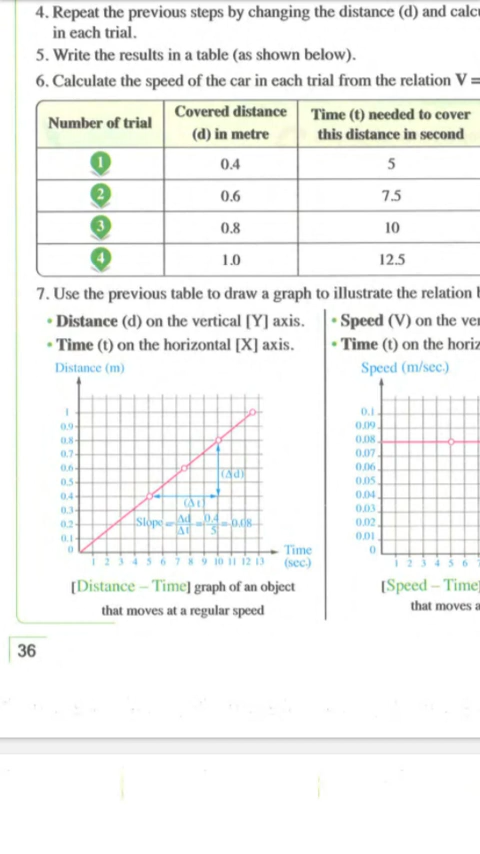 4. Repeat the previous steps by changing the distance (d) and calc
in each trial.
5. Write the results in a table (as shown below).
6. Calculate the speed of the car in each trial from the relation V =
Number of trial
Covered distance (d) in metre
Time (t) needed to cover this distance in second
1 0.4 5
2 0.6 7.5
3 0.8 10
4 1.0 12.5
7. Use the previous table to draw a graph to illustrate the relation
• Distance (d) on the vertical [Y] axis.
• Time (t) on the horizontal [X] axis.
Distance (m)
1
0.9
0.8
0.7
0.6
0.5
0.4
0.3
0.2
0.1
0
(Δd)
(Δt)
Slope = Δd/Δt = 0.4/5 = 0.08
1 2 3 4 5 6 7 8 9 10 11 12 13
Time
(sec.)
[Distance – Time] graph of an object
that moves at a regular speed
• Speed (V) on the ver
• Time (t) on the horiz
Speed (m/sec.)
0.1
0.09
0.08
0.07
0.06
0.05
0.04
0.03
0.02
0.01
0
1 2 3 4 5 6 7
[Speed – Time]
that moves a
36